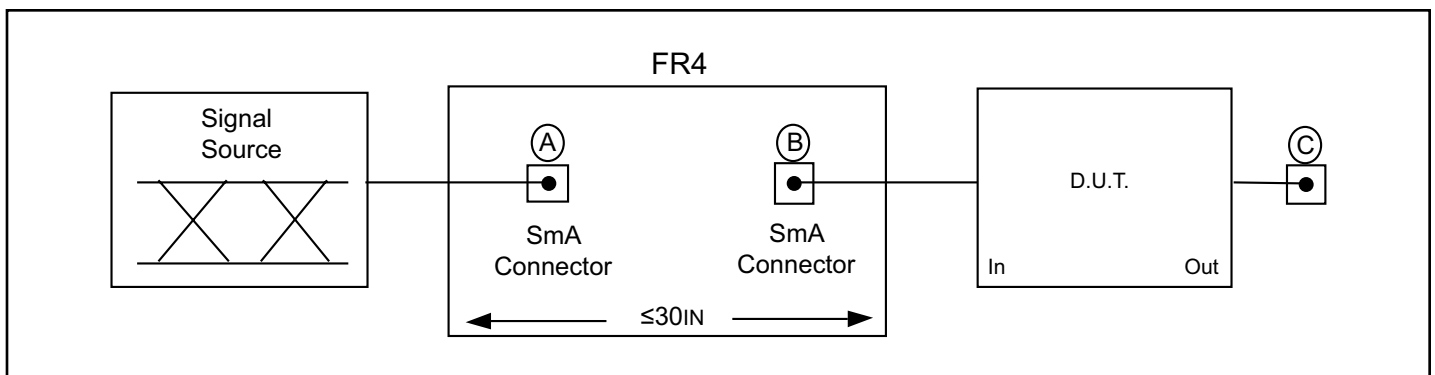 FR4
Signal
Source
A
SmA
Connector
B
SmA
Connector
≤30IN
D.U.T.
In
Out
C